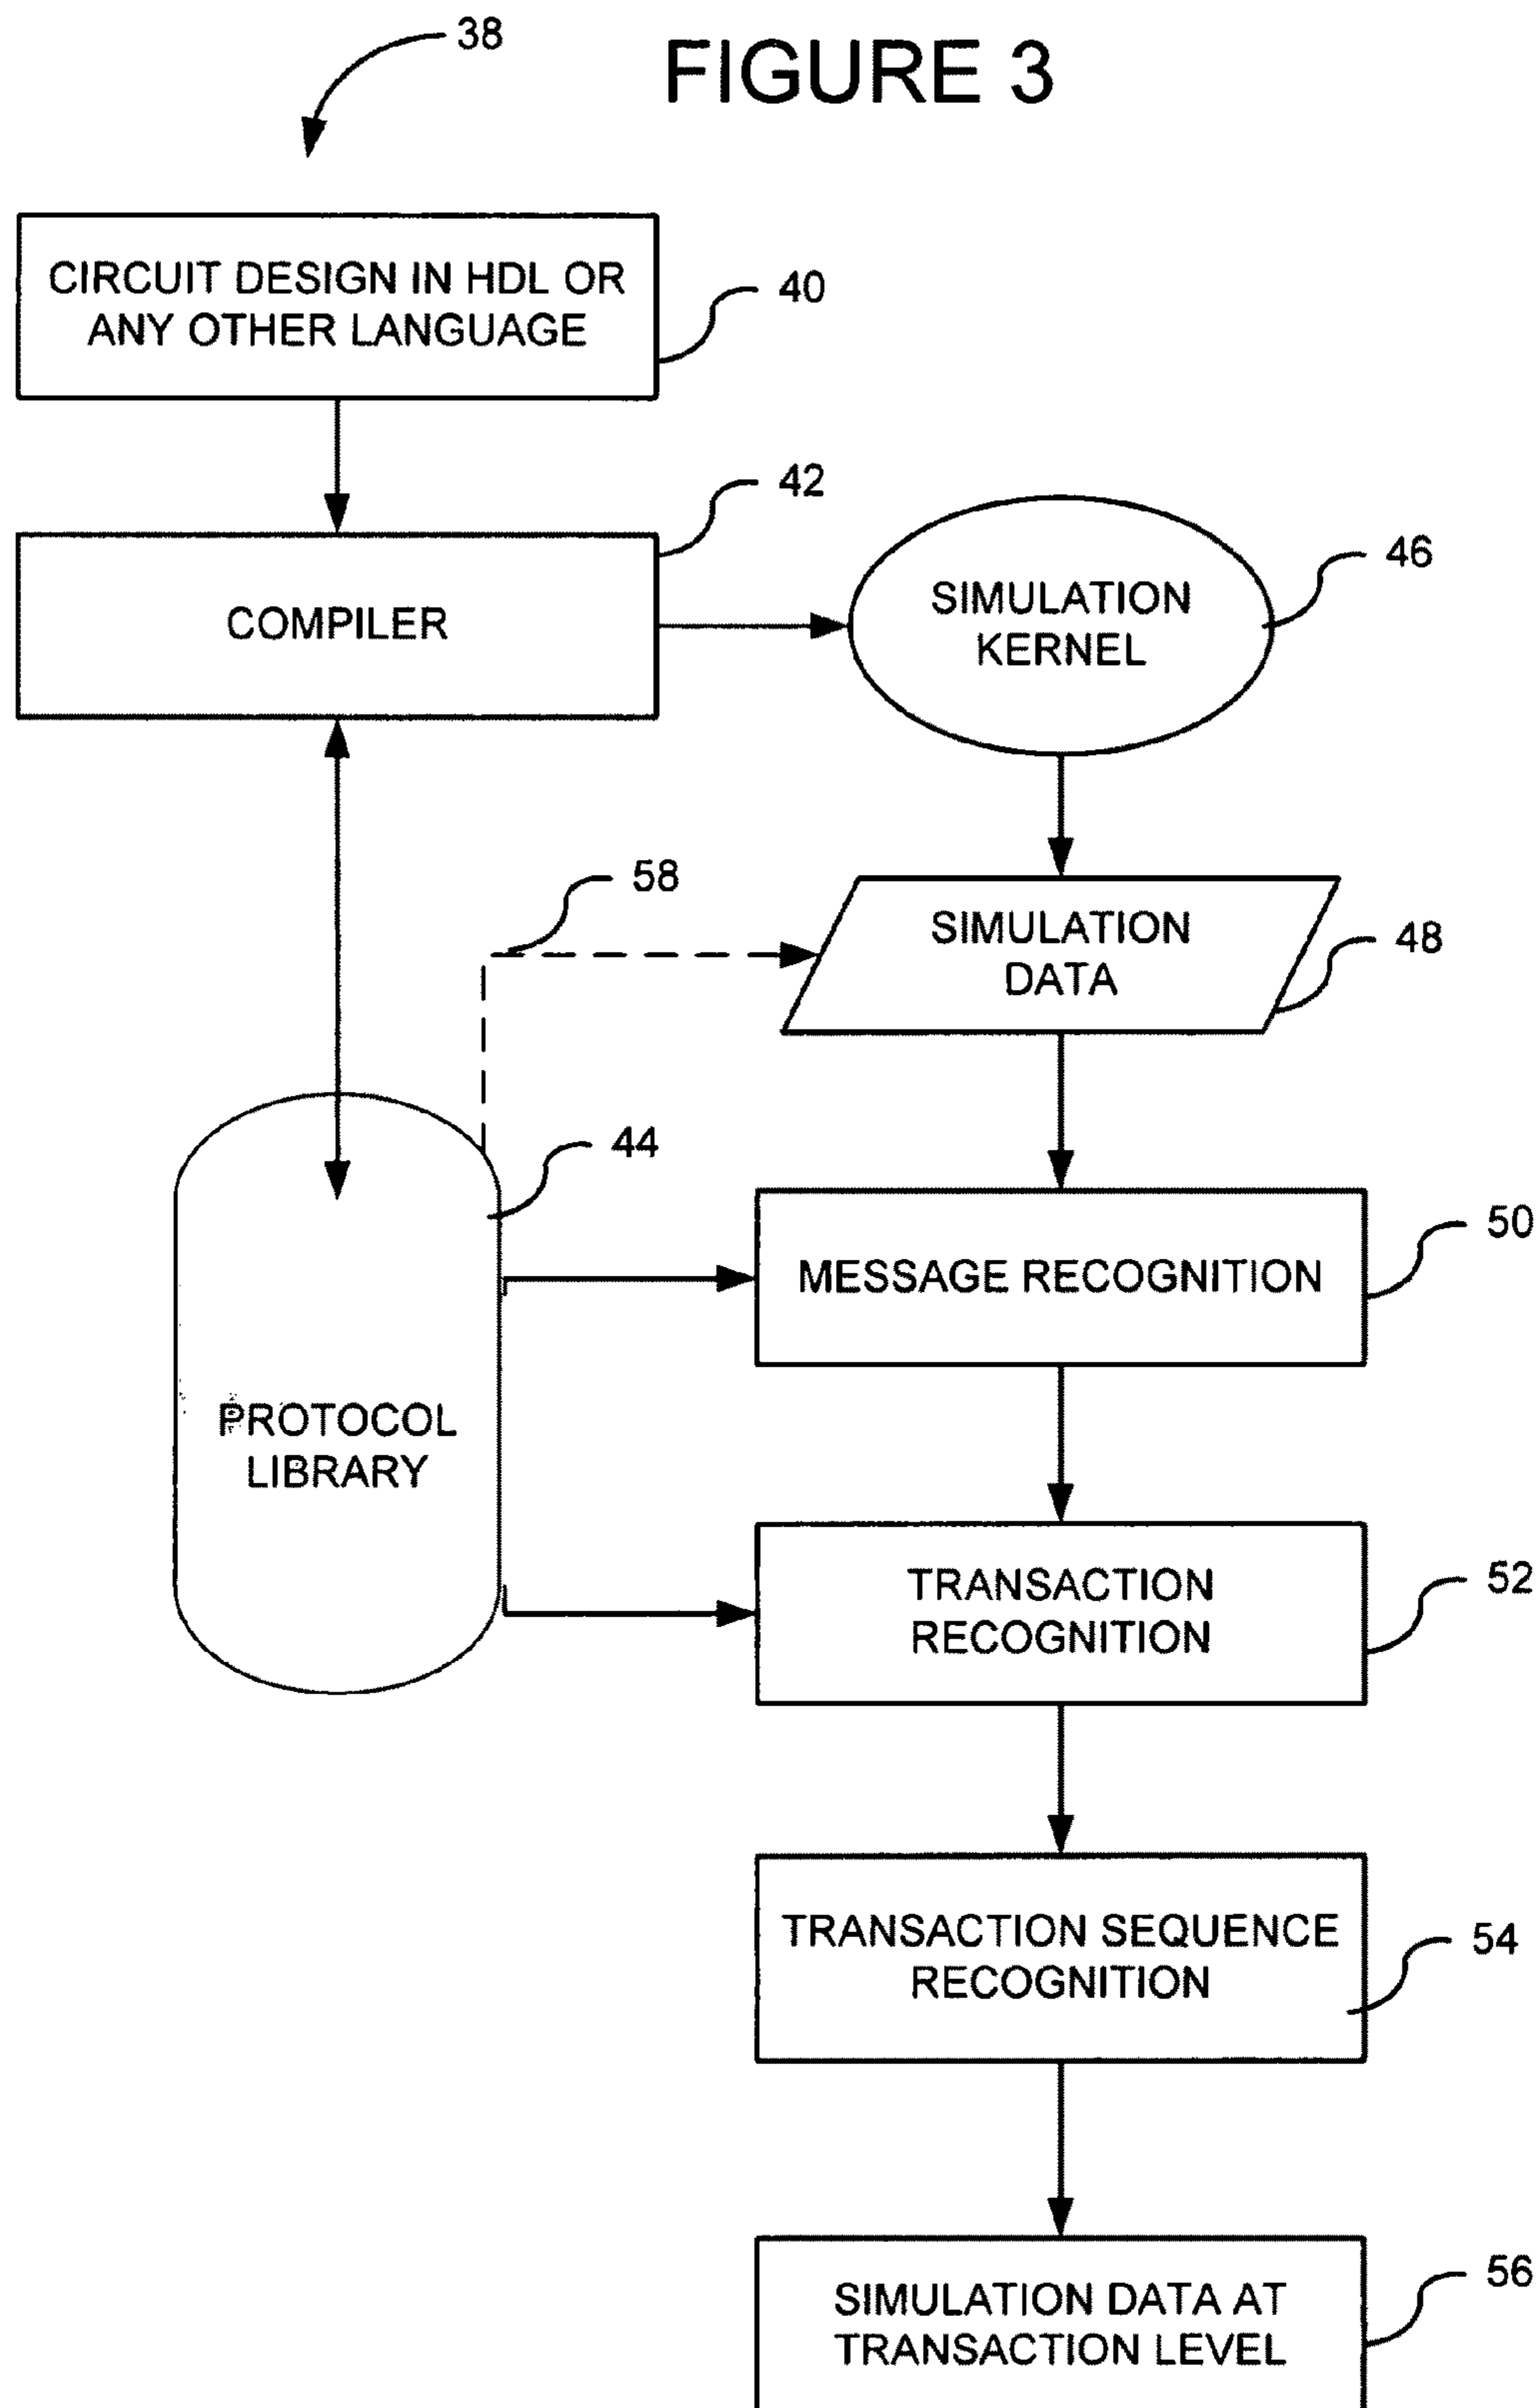 38
FIGURE 3
CIRCUIT DESIGN IN HDL OR
ANY OTHER LANGUAGE
40
42
COMPILER
46
SIMULATION
KERNEL
58
SIMULATION
DATA
48
44
50
MESSAGE RECOGNITION
PROTOCOL
LIBRARY
52
TRANSACTION
RECOGNITION
TRANSACTION SEQUENCE
RECOGNITION
54
56
SIMULATION DATA AT
TRANSACTION LEVEL